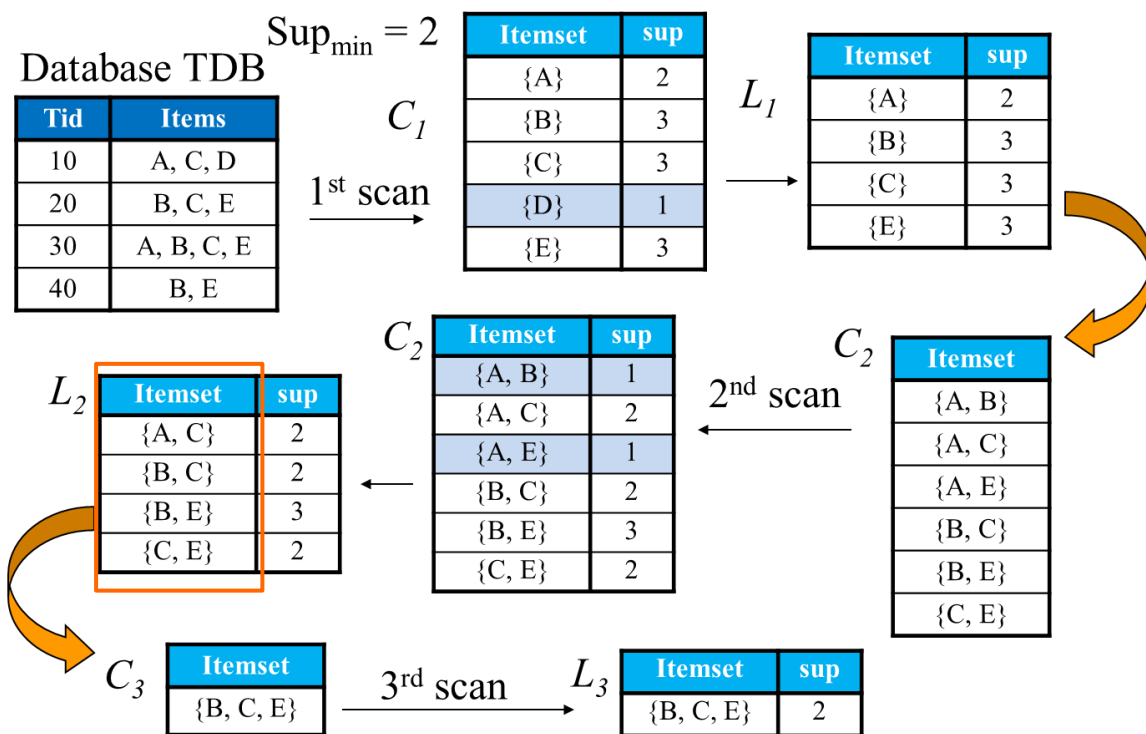 Sup_min = 2
Database TDB
Tid Items
10 A, C, D
20 B, C, E
30 A, B, C, E
40 B, E
1st scan
C1
Itemset sup
{A} 2
{B} 3
{C} 3
{D} 1
{E} 3
L1
Itemset sup
{A} 2
{B} 3
{C} 3
{E} 3
C2
Itemset
{A, B}
{A, C}
{A, E}
{B, C}
{B, E}
{C, E}
2nd scan
C2
Itemset sup
{A, B} 1
{A, C} 2
{A, E} 1
{B, C} 2
{B, E} 3
{C, E} 2
L2
Itemset sup
{A, C} 2
{B, C} 2
{B, E} 3
{C, E} 2
C3
Itemset
{B, C, E}
3rd scan
L3
Itemset sup
{B, C, E} 2